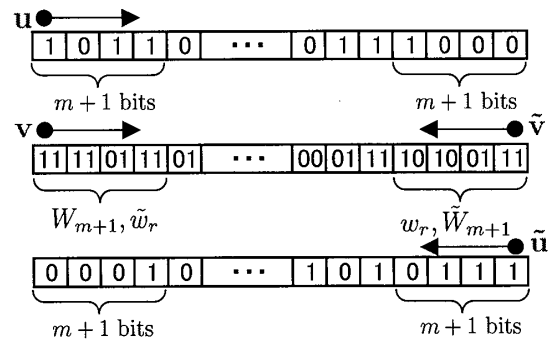 u
1 0 1 1 0 ··· 0 1 1 1 0 0 0
m + 1 bits m + 1 bits
v ṽ
11 11 01 11 01 ··· 00 01 11 10 10 01 11
W_{m+1}, w̃_r w_r, W̃_{m+1}
ũ
0 0 0 1 0 ··· 1 0 1 0 1 1 1
m + 1 bits m + 1 bits